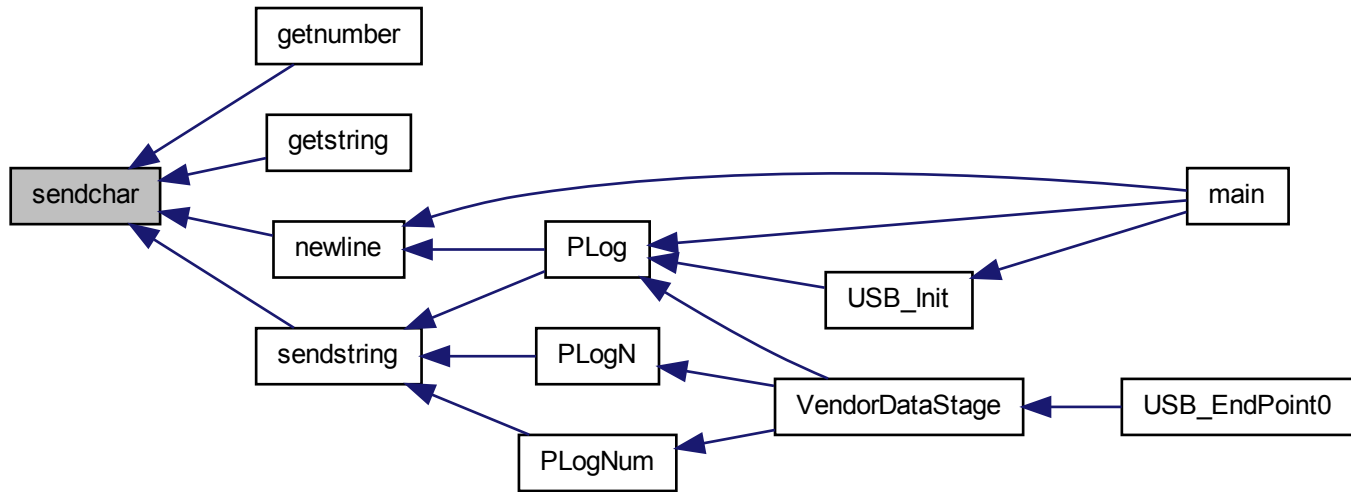 getnumber
getstring
sendchar
main
newline
PLog
USB_Init
sendstring
PLogN
VendorDataStage
USB_EndPoint0
PLogNum